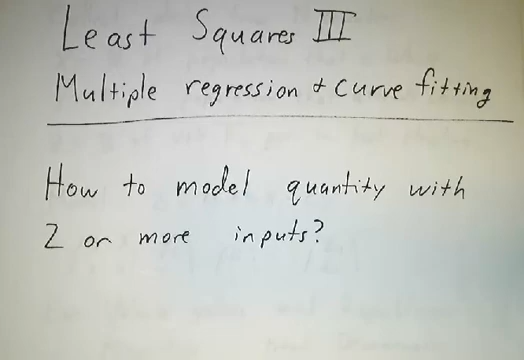 Least Squares III
Multiple regression + curve fitting
How to model quantity with
2 or more inputs?